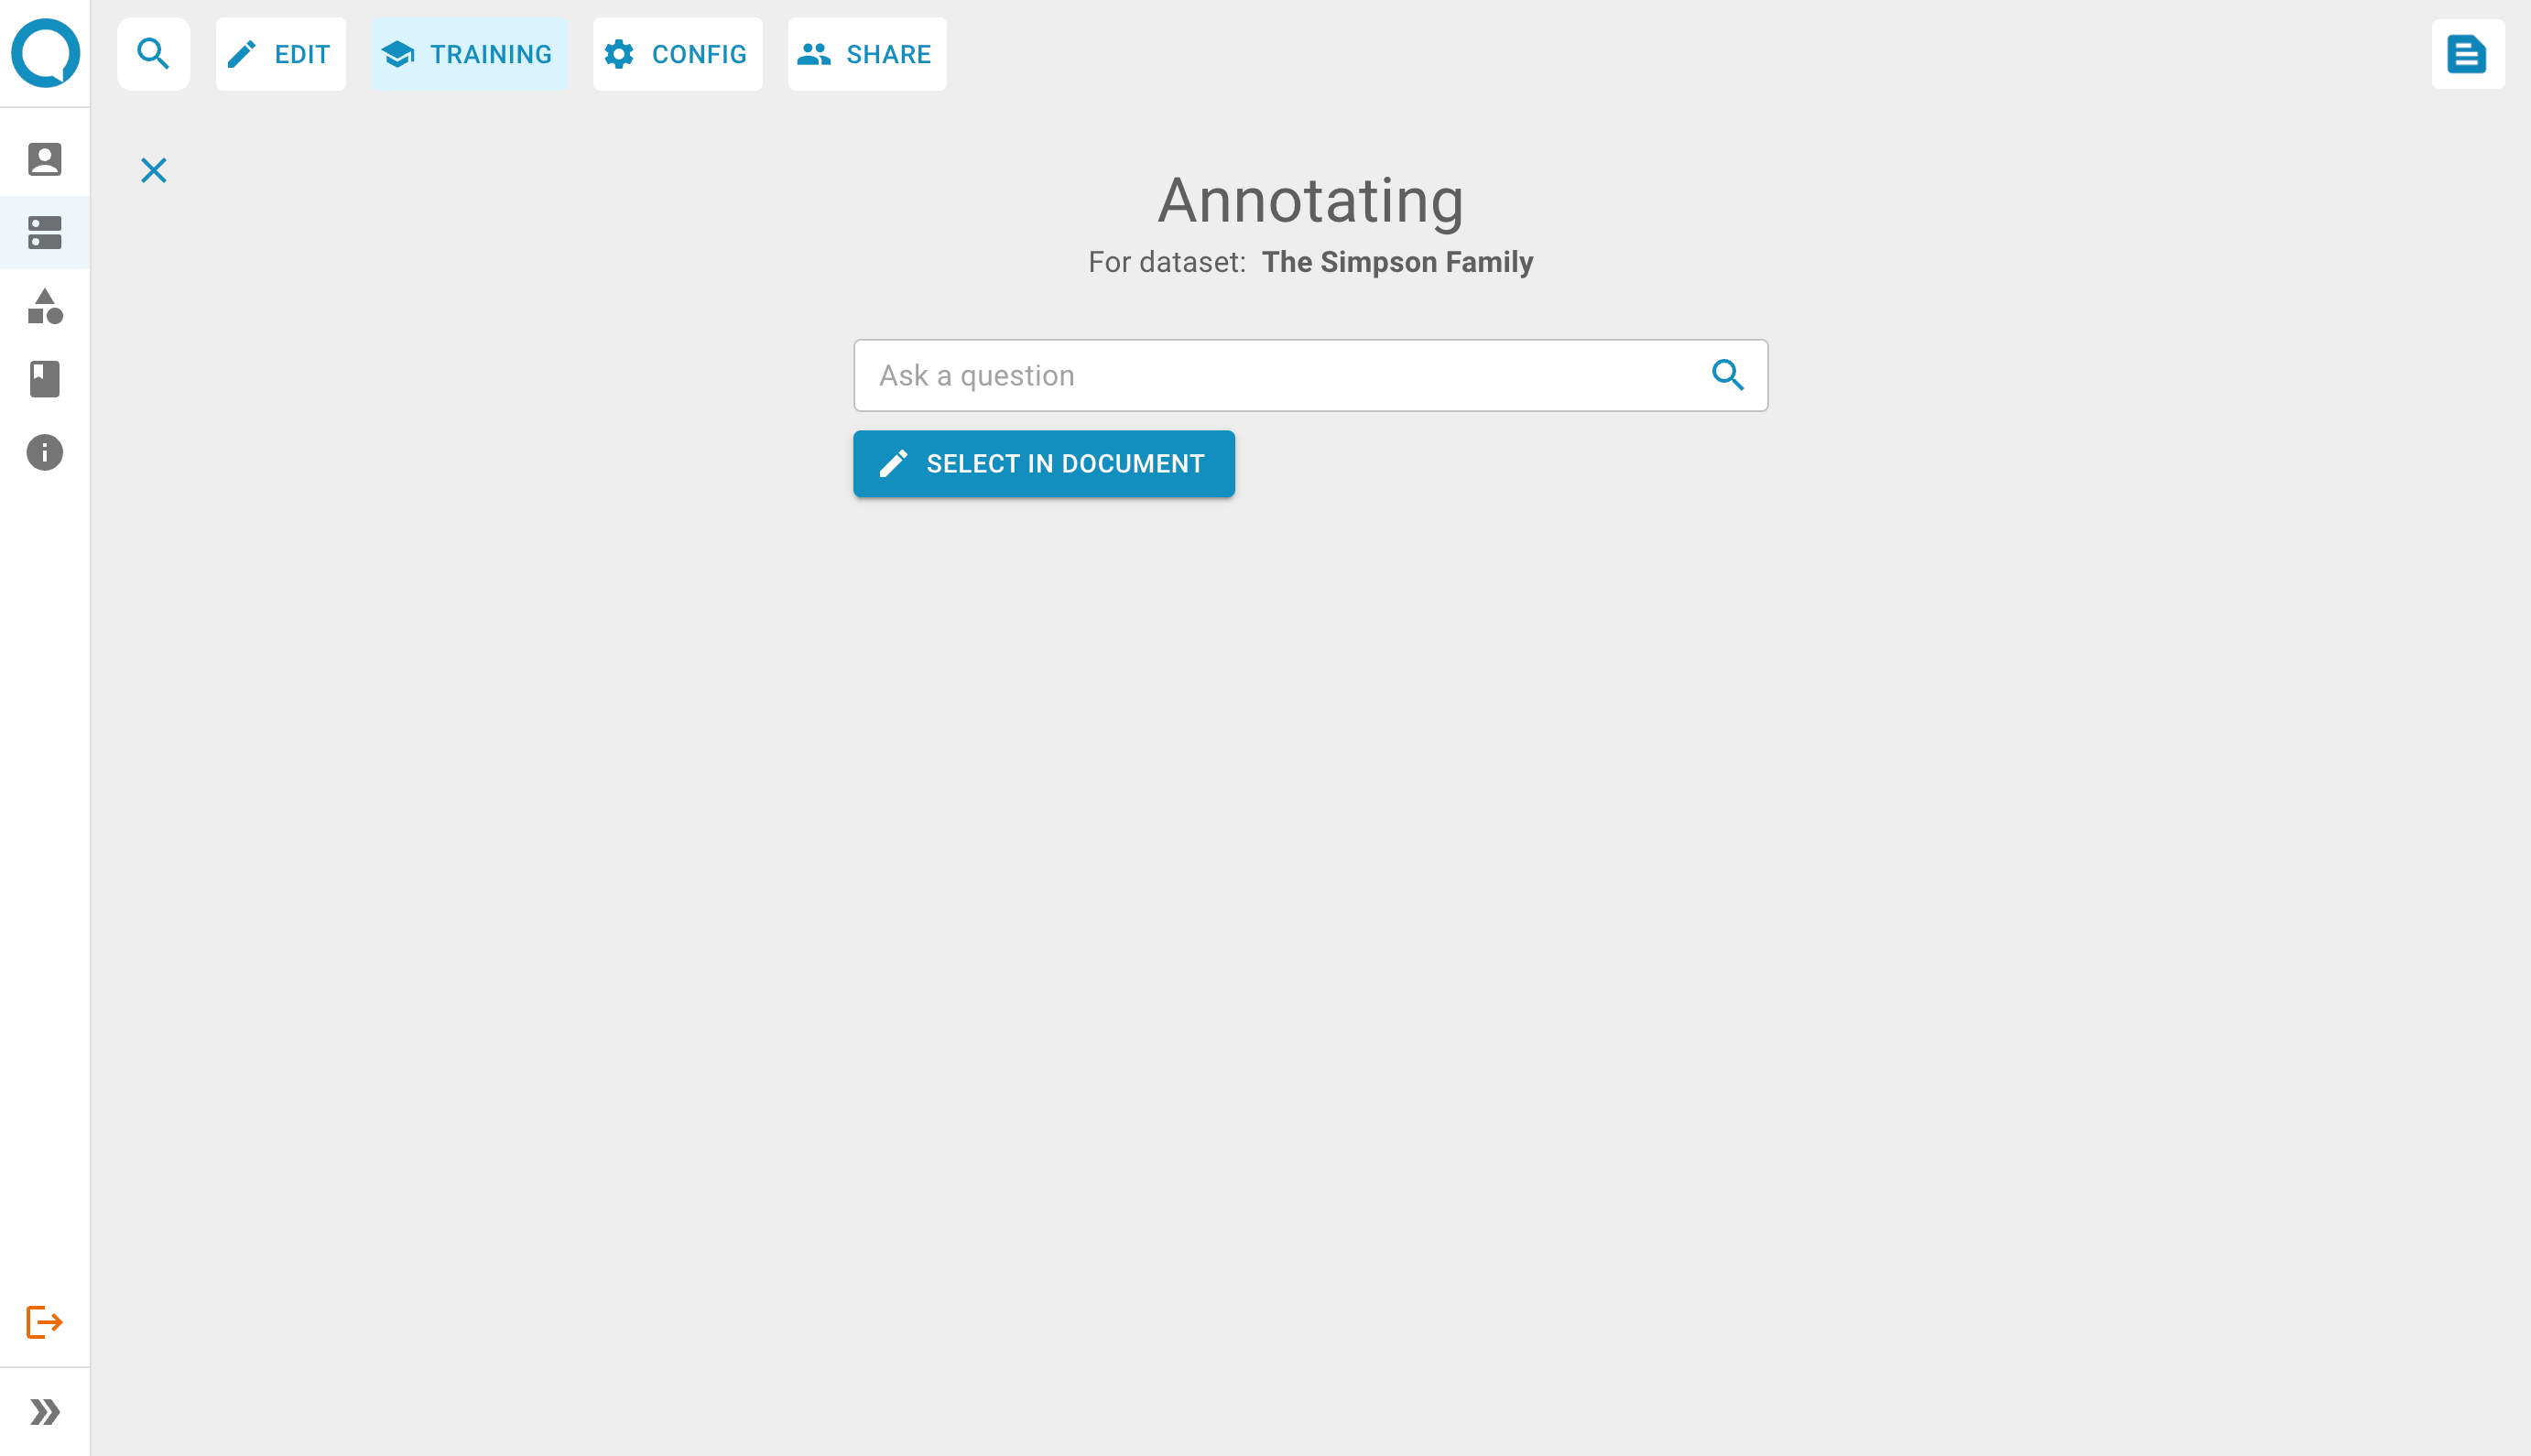 EDIT
TRAINING
CONFIG
SHARE
Annotating
For dataset: The Simpson Family
Ask a question
SELECT IN DOCUMENT